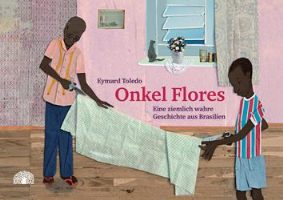 Eymard Toledo
Onkel Flores
Eine ziemlich wahre
Geschichte aus Brasilien